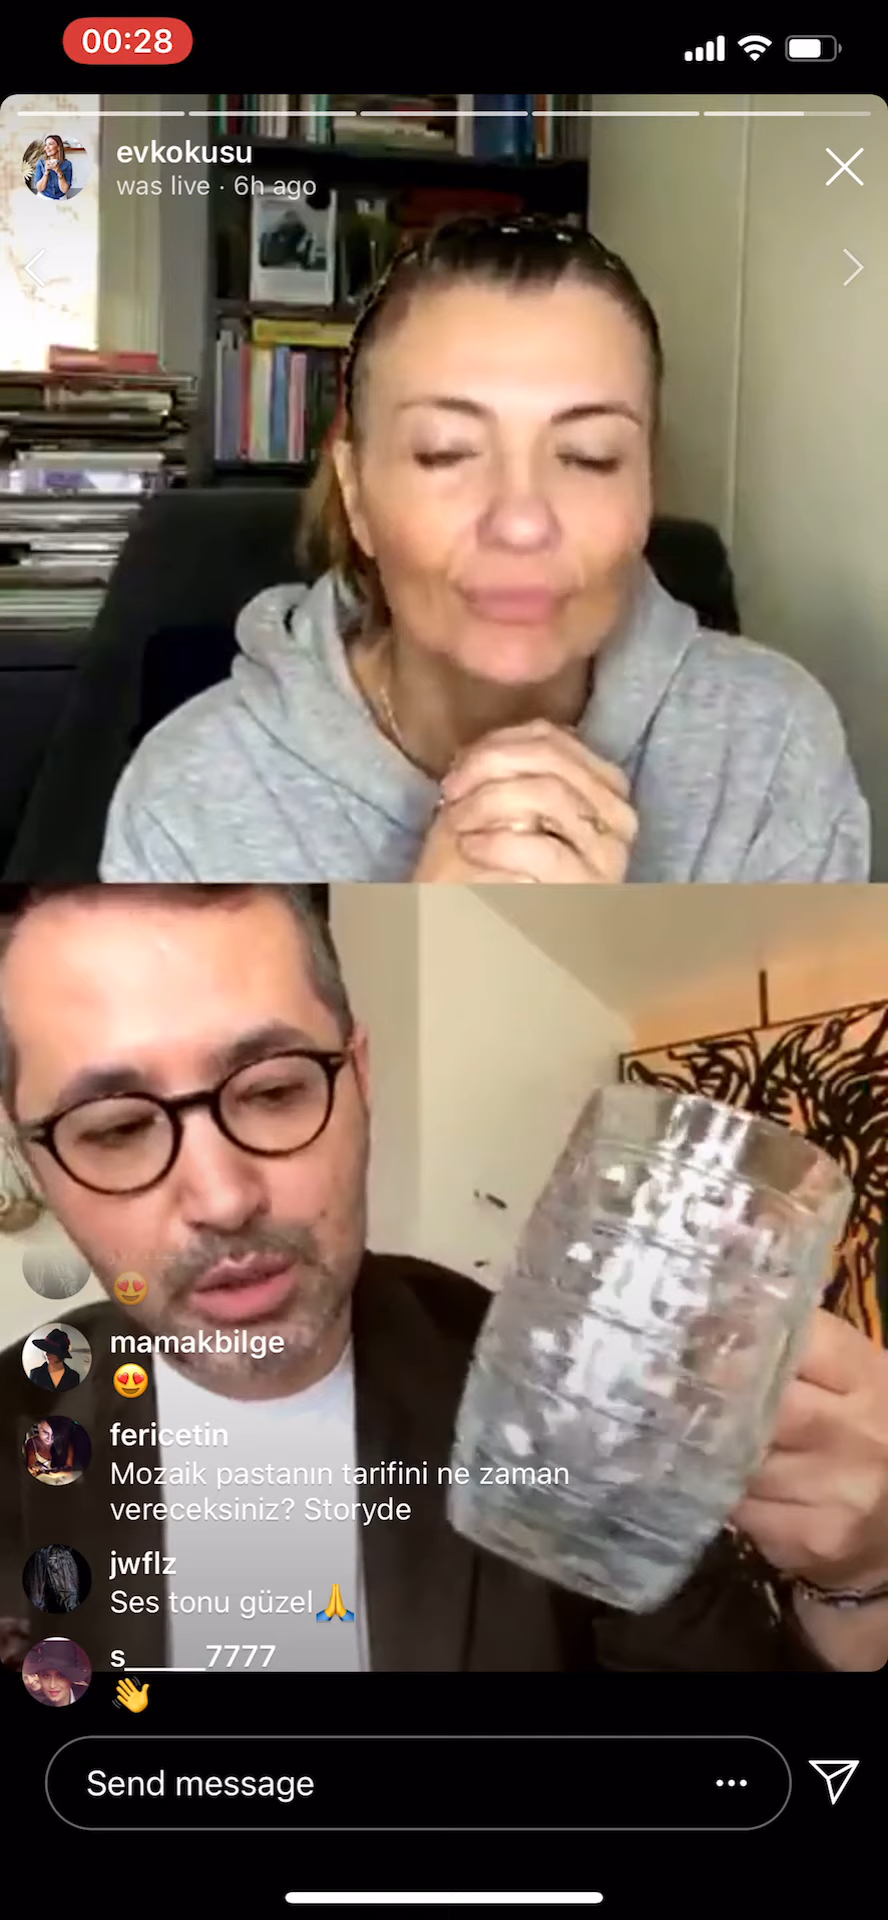 00:28
evkokusu
was live · 6h ago
😍
mamakbilge
😍
fericetin
Mozaik pastanın tarifini ne zaman
vereceksiniz? Storyde
jwflz
Ses tonu güzel🙏
s_____7777
👋
Send message